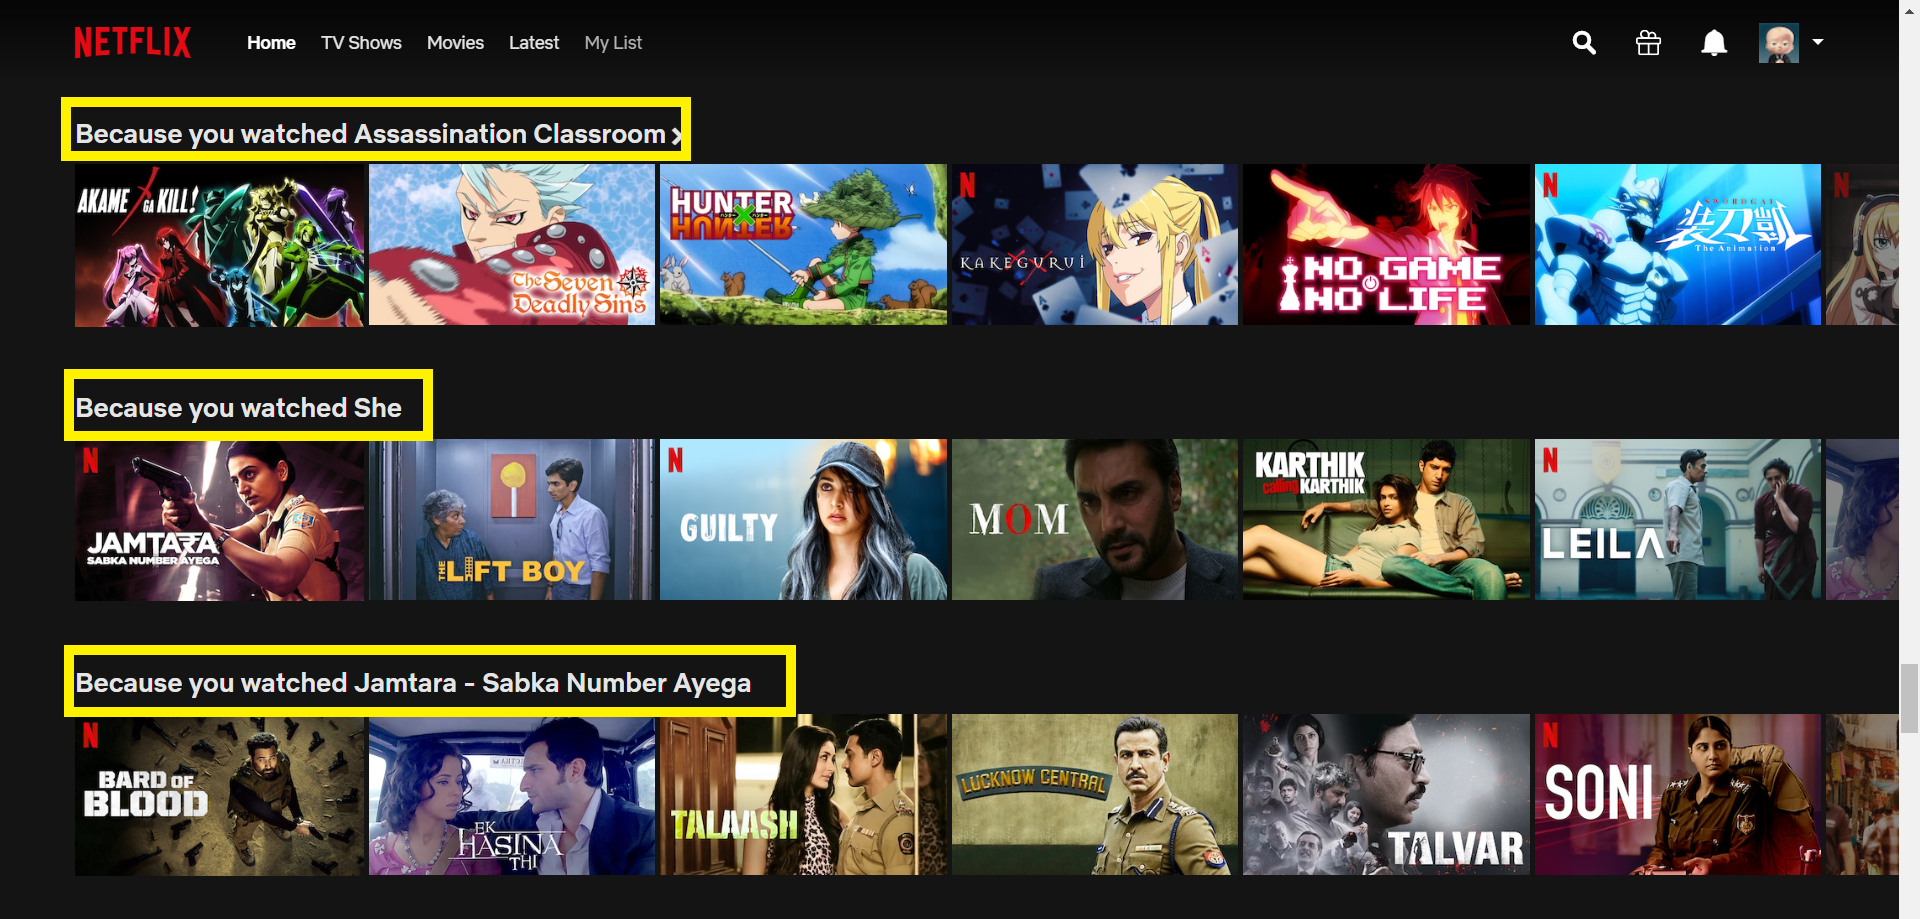 NETFLIX
Home TV Shows Movies Latest My List
Because you watched Assassination Classroom
AKAME GA KILL!
The Seven
Deadly Sins
HUNTER
HUNTER
KAKEGURUI
NO GAME
NO LIFE
N
SWORDGAI
装刀凱
The Animation
Because you watched She
N
JAMTARA
SABKA NUMBER AYEGA
THE LIFT BOY
N
GUILTY
MOM
KARTHIK
calling KARTHIK
N
LEILA
Because you watched Jamtara - Sabka Number Ayega
N
BARD OF
BLOOD
EK
HASINA
THI
TALAASH
LUCKNOW CENTRAL
TALVAR
N
SONI